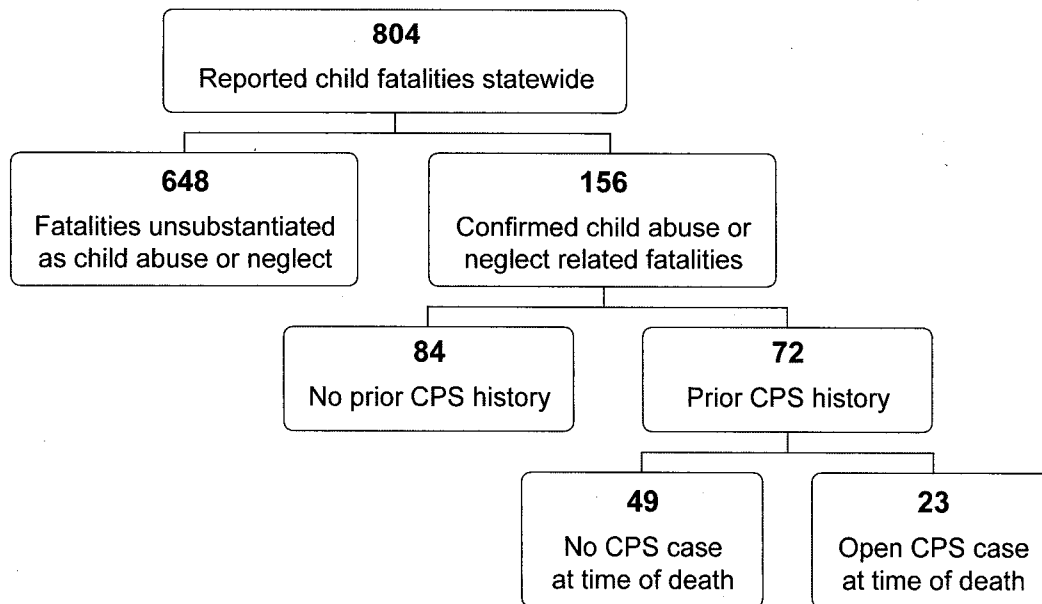 804
Reported child fatalities statewide
648
Fatalities unsubstantiated
as child abuse or neglect
156
Confirmed child abuse or
neglect related fatalities
84
No prior CPS history
72
Prior CPS history
49
No CPS case
at time of death
23
Open CPS case
at time of death